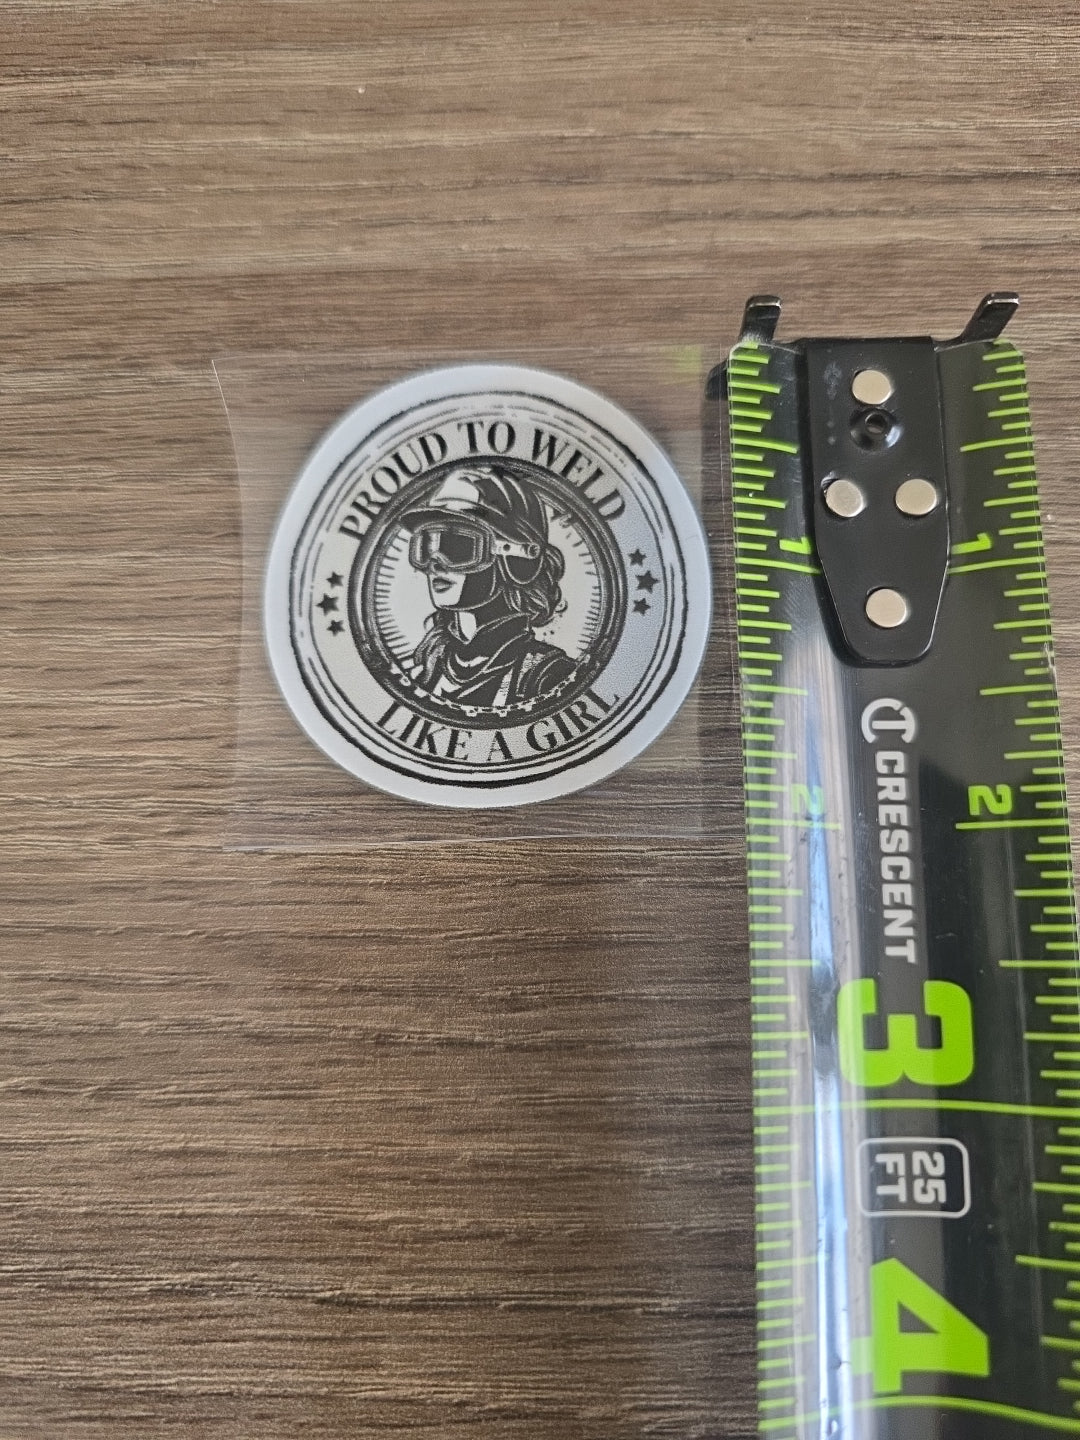 PROUD TO WELD
LIKE A GIRL
1 1
2 2
CRESCENT
3
25
FT
4